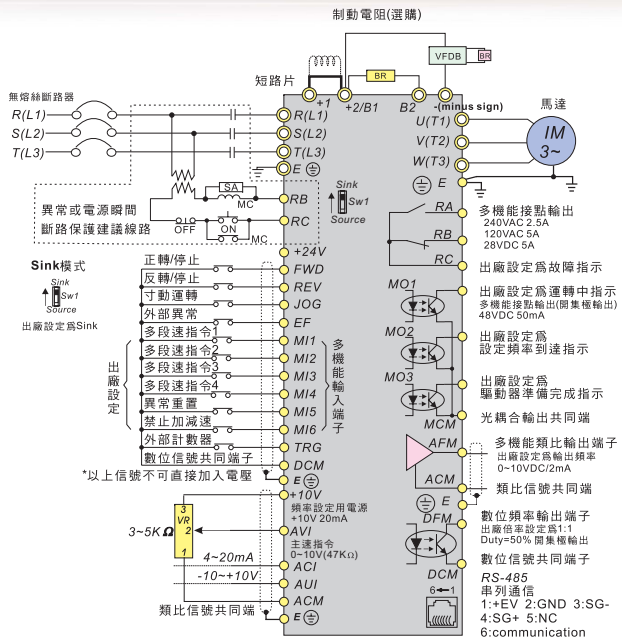 制動電阻(選購)
VFDB
BR
BR
短路片
+1
+2/B1
B2
-(minus sign)
無熔絲斷路器
R(L1)
S(L2)
T(L3)
R(L1)
S(L2)
T(L3)
E
U(T1)
V(T2)
W(T3)
馬達
IM
3~
E
SA
MC
OFF
ON
MC
異常或電源瞬間
斷路保護建議線路
RB
RC
Sink
Sw1
Source
RA
RB
RC
多機能接點輸出
240VAC 2.5A
120VAC 5A
28VDC 5A
出廠設定爲故障指示
Sink模式
Sink
Sw1
Source
出廠設定爲Sink
+24V
正轉/停止
FWD
反轉/停止
REV
寸動運轉
JOG
外部異常
EF
多段速指令1
MI1
多段速指令2
MI2
多段速指令3
MI3
多段速指令4
MI4
異常重置
MI5
禁止加減速
MI6
外部計數器
TRG
數位信號共同端子
DCM
出廠設定
多機能輸入端子
*以上信號不可直接加入電壓
E
MO1
MO2
MO3
MCM
出廠設定爲運轉中指示
多機能接點輸出(開集極輸出)
48VDC 50mA
出廠設定爲
設定頻率到達指示
出廠設定爲
驅動器準備完成指示
光耦合輸出共同端
AFM
ACM
多機能類比輸出端子
出廠設定爲輸出頻率
0~10VDC/2mA
類比信號共同端
E
+10V
頻率設定用電源
+10V 20mA
3
VR
2
1
3~5KΩ
AVI
主速指令
0~10V(47KΩ)
4~20mA
ACI
-10~+10V
AUI
類比信號共同端
ACM
E
DFM
數位頻率輸出端子
出廠倍率設定爲1:1
Duty=50% 開集極輸出
DCM
數位信號共同端子
6←1
RS-485
串列通信
1:+EV 2:GND 3:SG-
4:SG+ 5:NC
6:communication